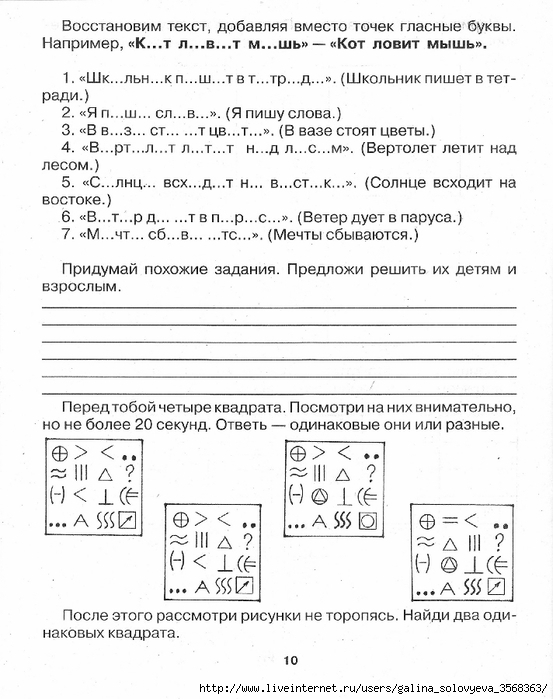 Восстановим текст, добавляя вместо точек гласные буквы.
Например, «К...т л...в...т м...шь» — «Кот ловит мышь».
1. «Шк...льн...к п...ш...т в т...тр...д...». (Школьник пишет в тет-
ради.)
2. «Я п...ш... сл...в...». (Я пишу слова.)
3. «В в...з... ст... ...т цв...т...». (В вазе стоят цветы.)
4. «В...рт...л...т л...т...т н...д л...с...м». (Вертолет летит над
лесом.)
5. «С...лнц... всх...д...т н... в...ст...к...». (Солнце всходит на
востоке.)
6. «В...т...р д... ...т в п...р...с...». (Ветер дует в паруса.)
7. «М...чт... сб...в... ...тс...». (Мечты сбываются.)
Придумай похожие задания. Предложи решить их детям и
взрослым.
Перед тобой четыре квадрата. Посмотри на них внимательно,
но не более 20 секунд. Ответь — одинаковые они или разные.
После этого рассмотри рисунки не торопясь. Найди два оди-
наковых квадрата.
10
http://www.liveinternet.ru/users/galina_solovyeva_3568363/